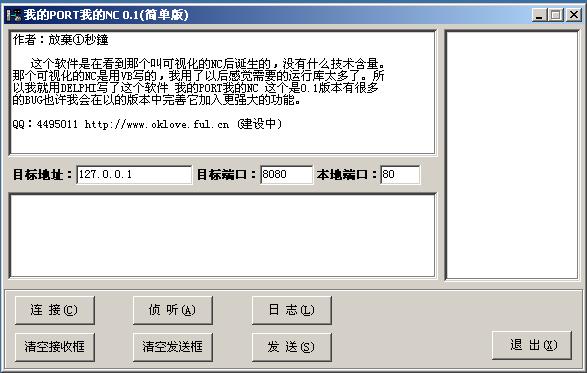 我的PORT我的NC 0.1(简单版)
作者：放棄①秒鐘
这个软件是在看到那个叫可视化的NC后诞生的，没有什么技术含量。
那个可视化的NC是用VB写的，我用了以后感觉需要的运行库太多了。所
以我就用DELPHI写了这个软件 我的PORT我的NC 这个是0.1版本有很多
的BUG也许我会在以的版本中完善它加入更强大的功能。
QQ：4495011 http://www.oklove.ful.cn (建设中)
目标地址：127.0.0.1 目标端口：8080 本地端口：80
连 接(C) 侦 听(A) 日 志(L)
清空接收框 清空发送框 发 送(S) 退 出(X)